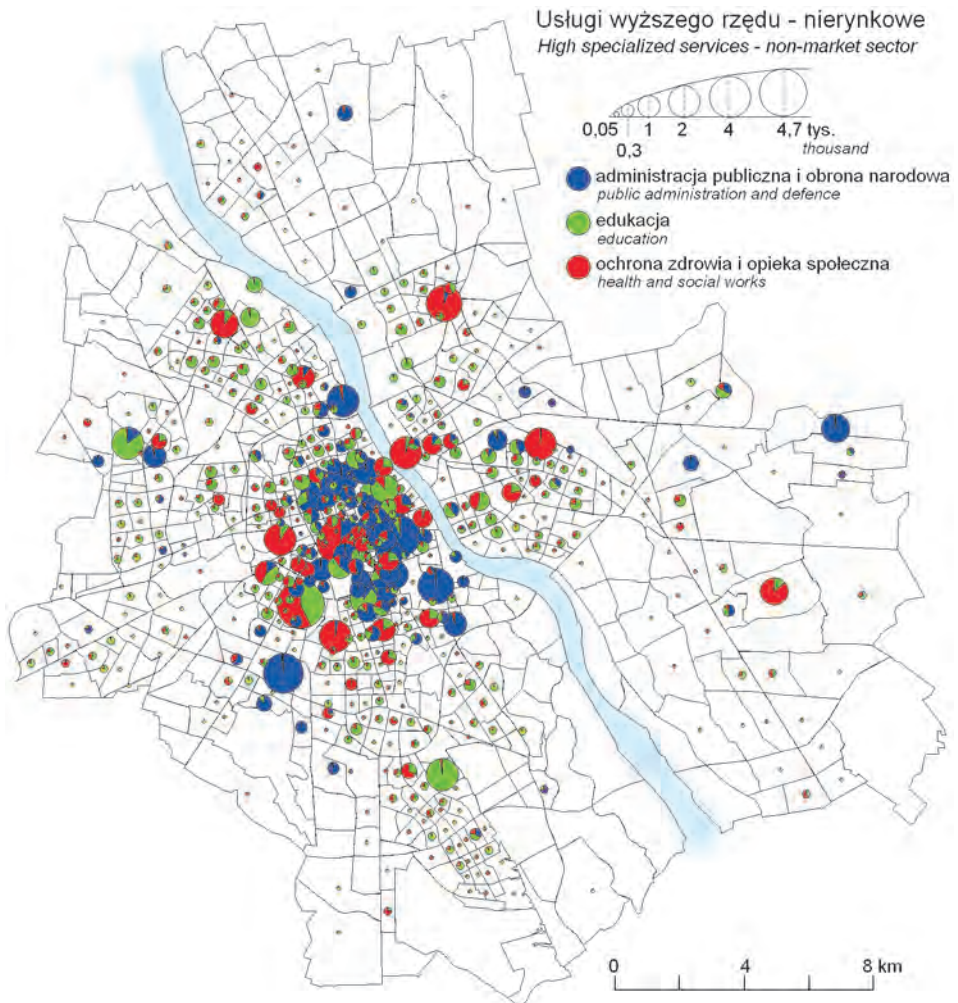 Usługi wyższego rzędu - nierynkowe
High specialized services - non-market sector
0,05 1 2 4 4,7 tys.
0,3 thousand
administracja publiczna i obrona narodowa
public administration and defence
edukacja
education
ochrona zdrowia i opieka społeczna
health and social works
0 4 8 km